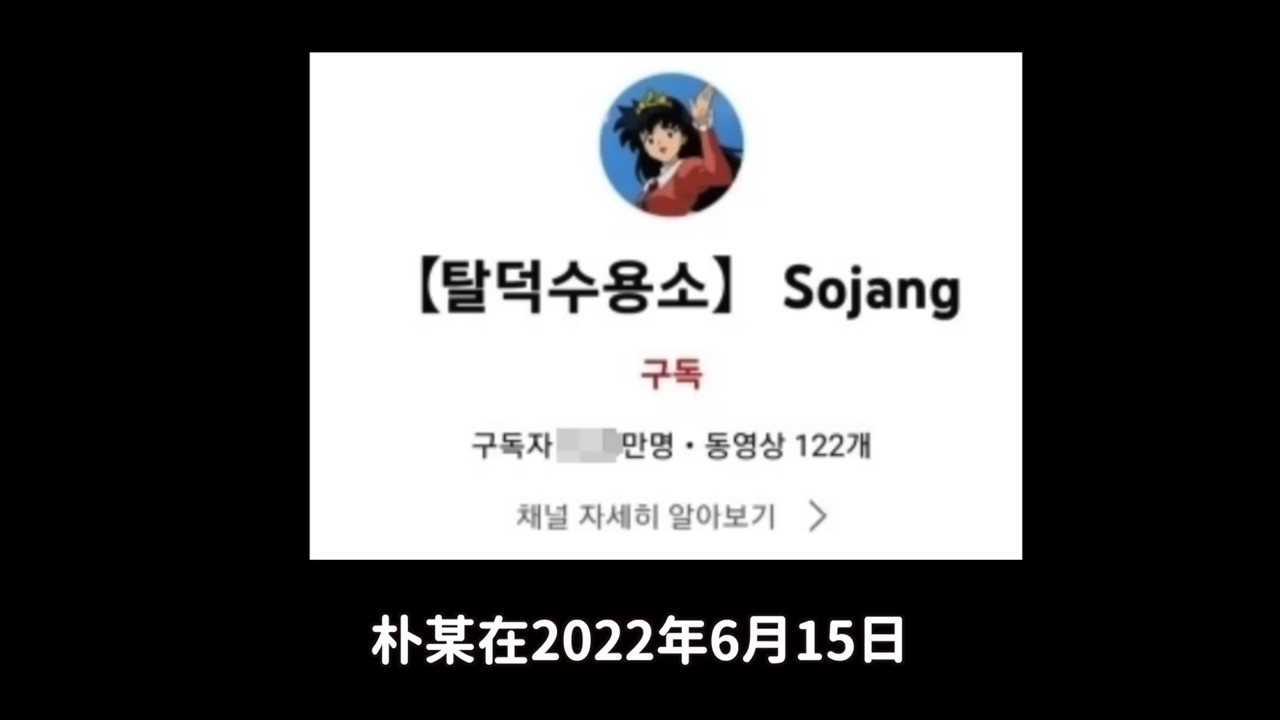 【탈덕수용소】 Sojang
구독
구독자 만명・동영상 122개
채널 자세히 알아보기
朴某在2022年6月15日